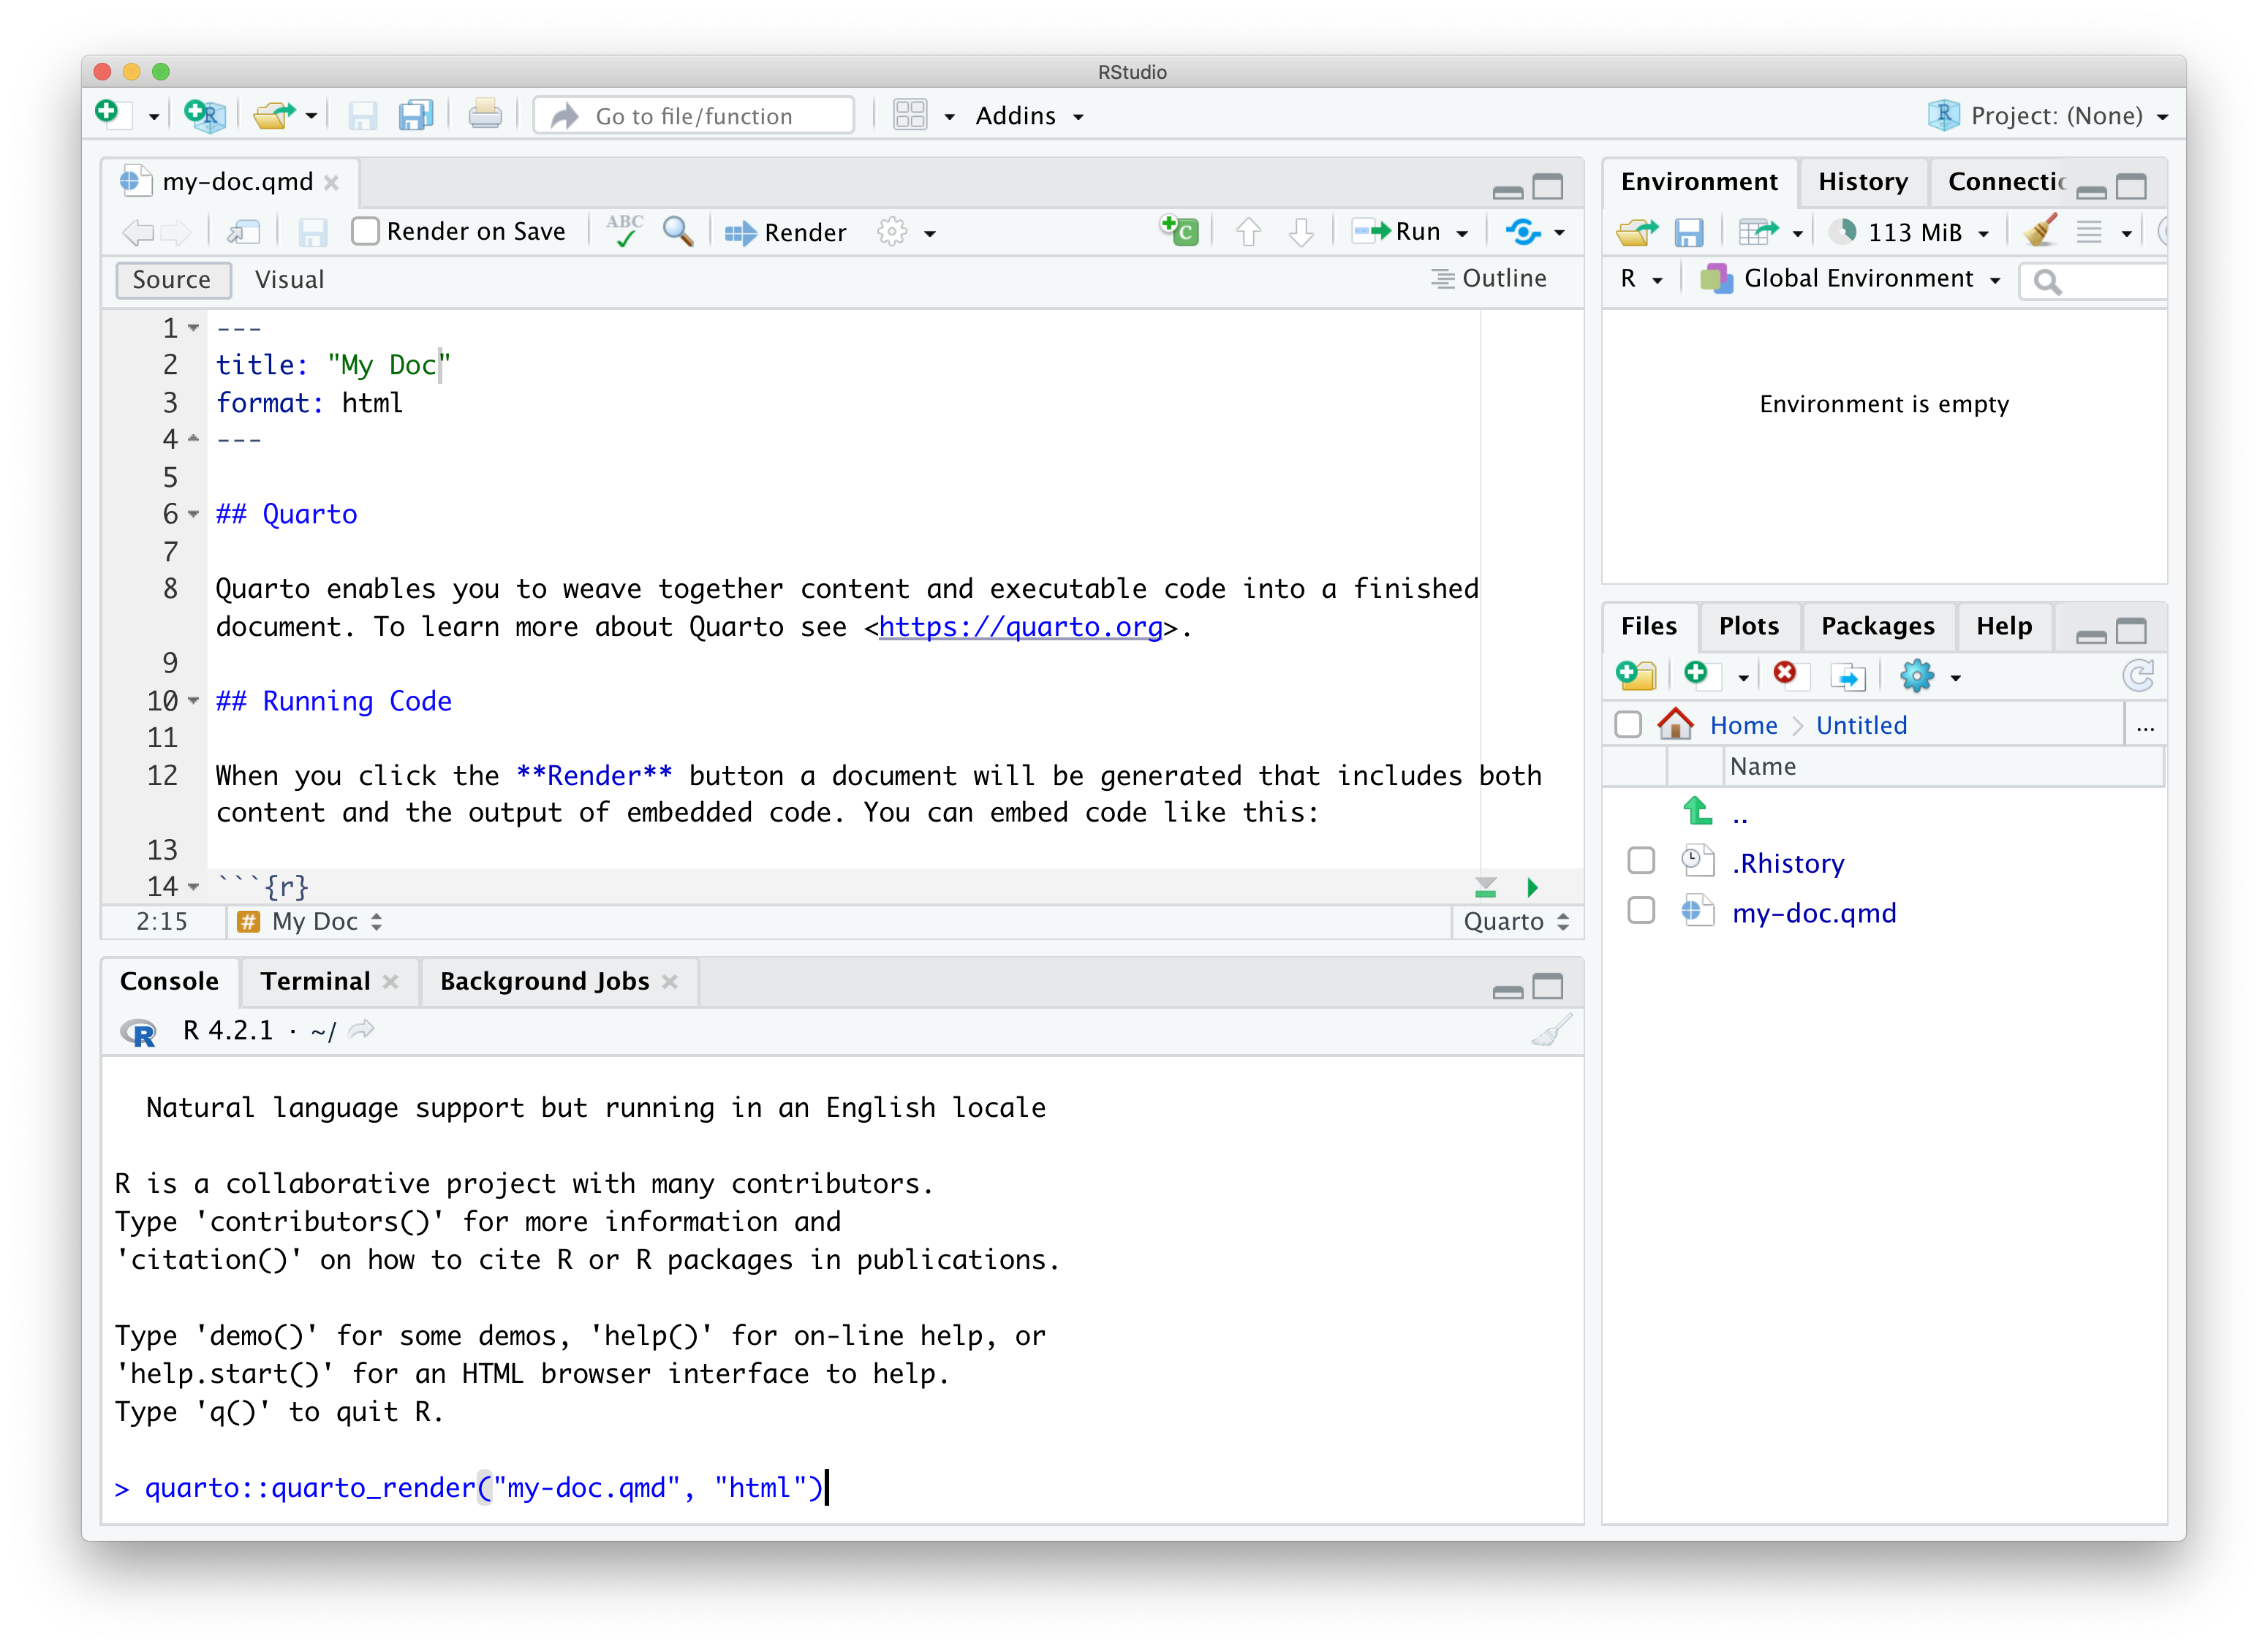 RStudio
Go to file/function
Addins
Project: (None)
my-doc.qmd
Render on Save
ABC
Render
C
Run
Source
Visual
Outline
1 ---
2 title: "My Doc"
3 format: html
4 ---
5
6 ## Quarto
7
8 Quarto enables you to weave together content and executable code into a finished
document. To learn more about Quarto see <https://quarto.org>.
9
10 ## Running Code
11
12 When you click the **Render** button a document will be generated that includes both
content and the output of embedded code. You can embed code like this:
13
14 ```{r}
2:15
# My Doc
Quarto
Console
Terminal
Background Jobs
R 4.2.1 · ~/
Natural language support but running in an English locale
R is a collaborative project with many contributors.
Type 'contributors()' for more information and
'citation()' on how to cite R or R packages in publications.
Type 'demo()' for some demos, 'help()' for on-line help, or
'help.start()' for an HTML browser interface to help.
Type 'q()' to quit R.
> quarto::quarto_render("my-doc.qmd", "html")
Environment
History
Connectic
113 MiB
R
Global Environment
Environment is empty
Files
Plots
Packages
Help
Home
Untitled
...
Name
..
.Rhistory
my-doc.qmd